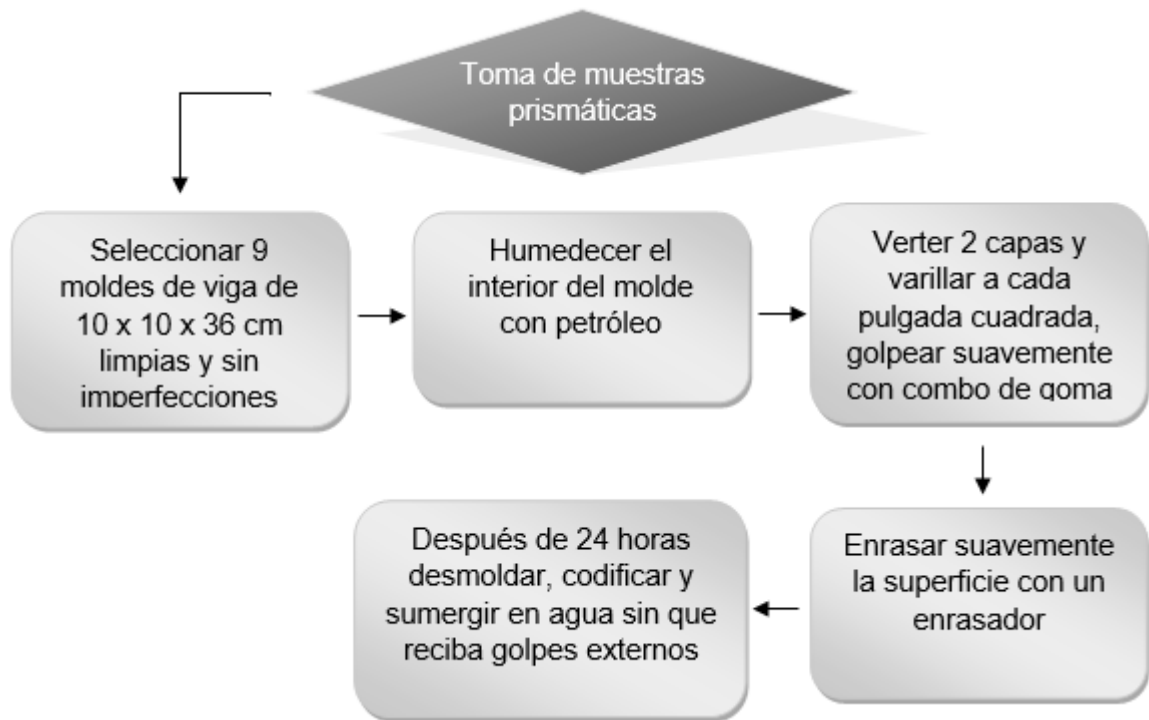 Toma de muestras
prismáticas
Seleccionar 9
moldes de viga de
10 x 10 x 36 cm
limpias y sin
imperfecciones
Humedecer el
interior del molde
con petróleo
Verter 2 capas y
varillar a cada
pulgada cuadrada,
golpear suavemente
con combo de goma
Enrasar suavemente
la superficie con un
enrasador
Después de 24 horas
desmoldar, codificar y
sumergir en agua sin que
reciba golpes externos